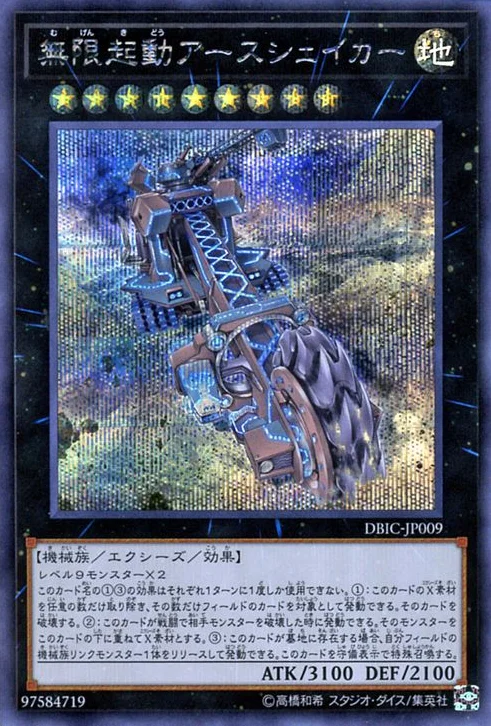 無限起動アースシェイカー 地
DBIC-JP009
【機械族/エクシーズ/効果】
レベル9モンスター×2
このカード名の①③の効果はそれぞれ1ターンに1度しか使用できない。①:このカードのX素材
を任意の数だけ取り除き、その数だけフィールドのカードを対象として発動できる。そのカードを
破壊する。②:このカードが戦闘で相手モンスターを破壊した時に発動できる。そのモンスターを
このカードの下に重ねてX素材とする。③:このカードが墓地に存在する場合、自分フィールドの
機械族リンクモンスター1体をリリースして発動できる。このカードを守備表示で特殊召喚する。
ATK/3100 DEF/2100
97584719 ©高橋和希 スタジオ・ダイス/集英社